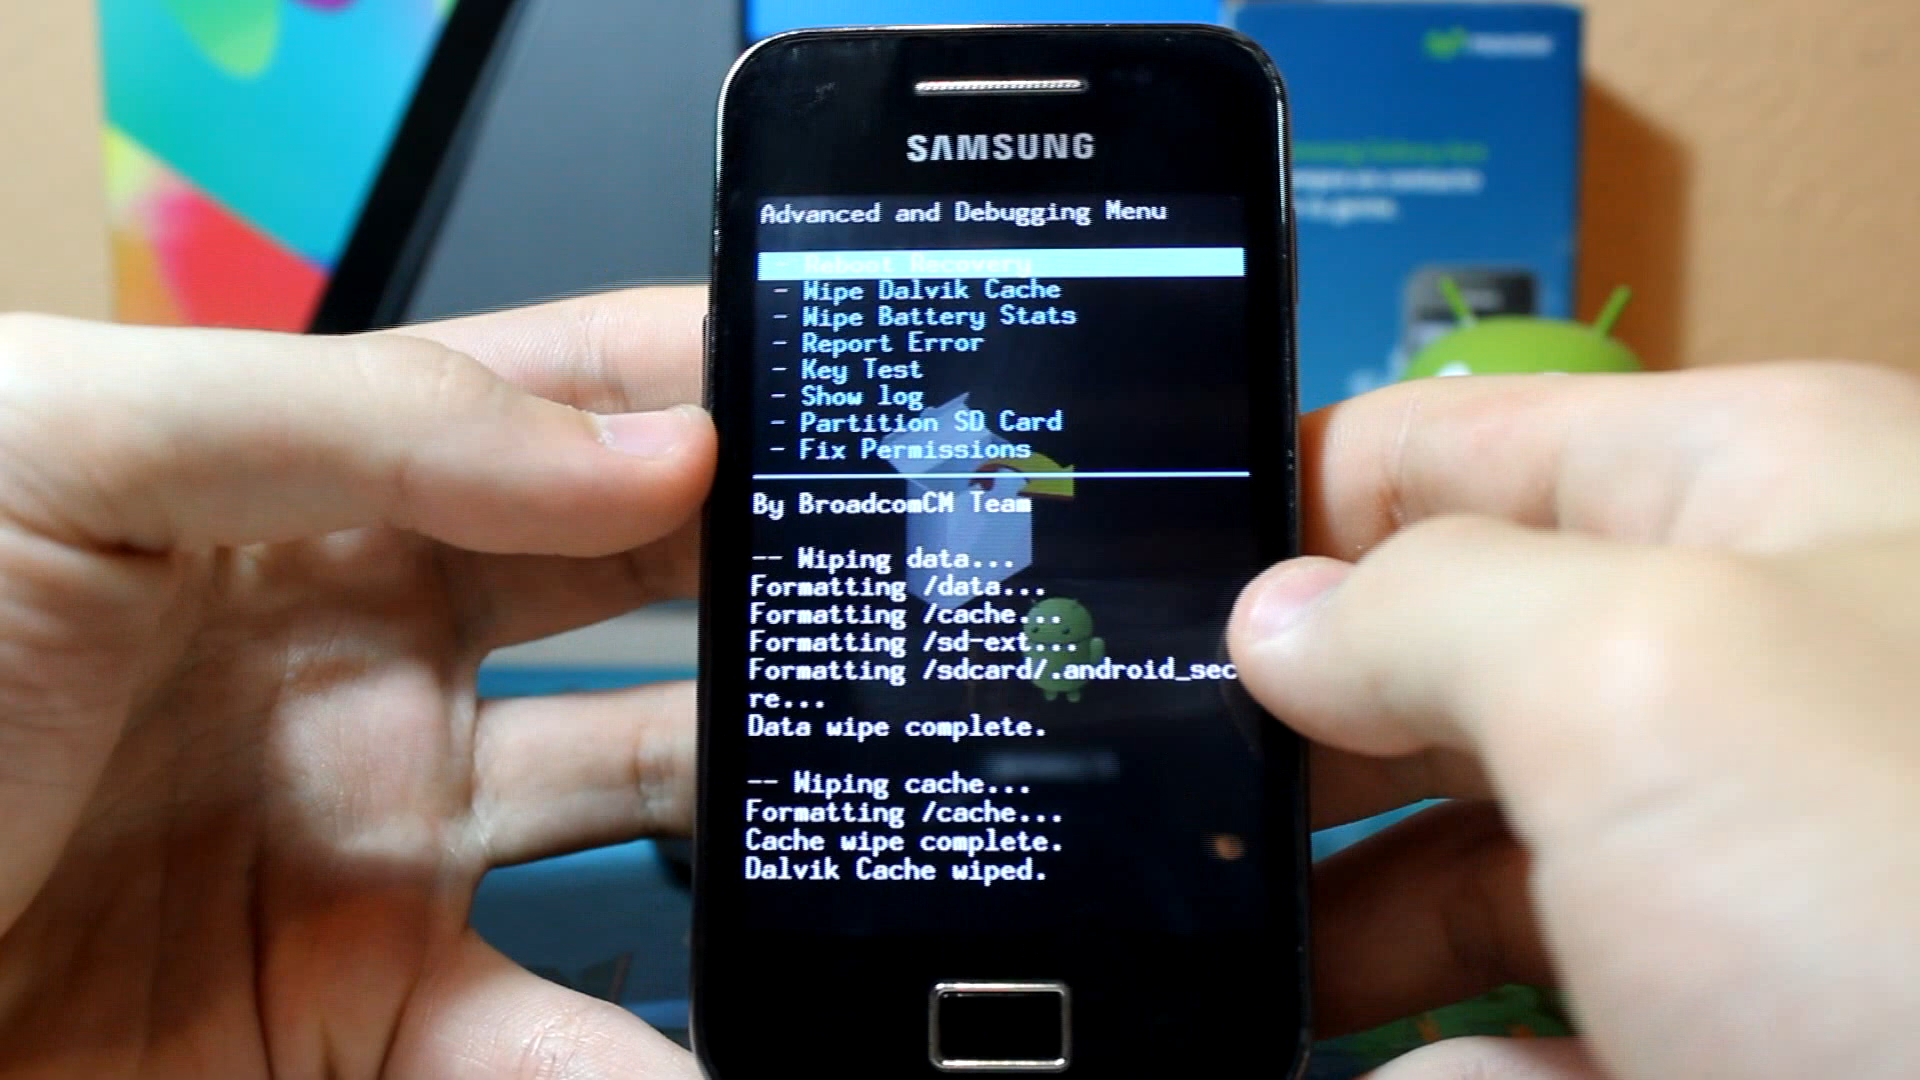 SAMSUNG
Advanced and Debugging Menu
- Reboot Recovery
- Wipe Dalvik Cache
- Wipe Battery Stats
- Report Error
- Key Test
- Show log
- Partition SD Card
- Fix Permissions
By BroadcomCM Team
-- Wiping data...
Formatting /data...
Formatting /cache...
Formatting /sd-ext...
Formatting /sdcard/.android_sec
re...
Data wipe complete.
-- Wiping cache...
Formatting /cache...
Cache wipe complete.
Dalvik Cache wiped.